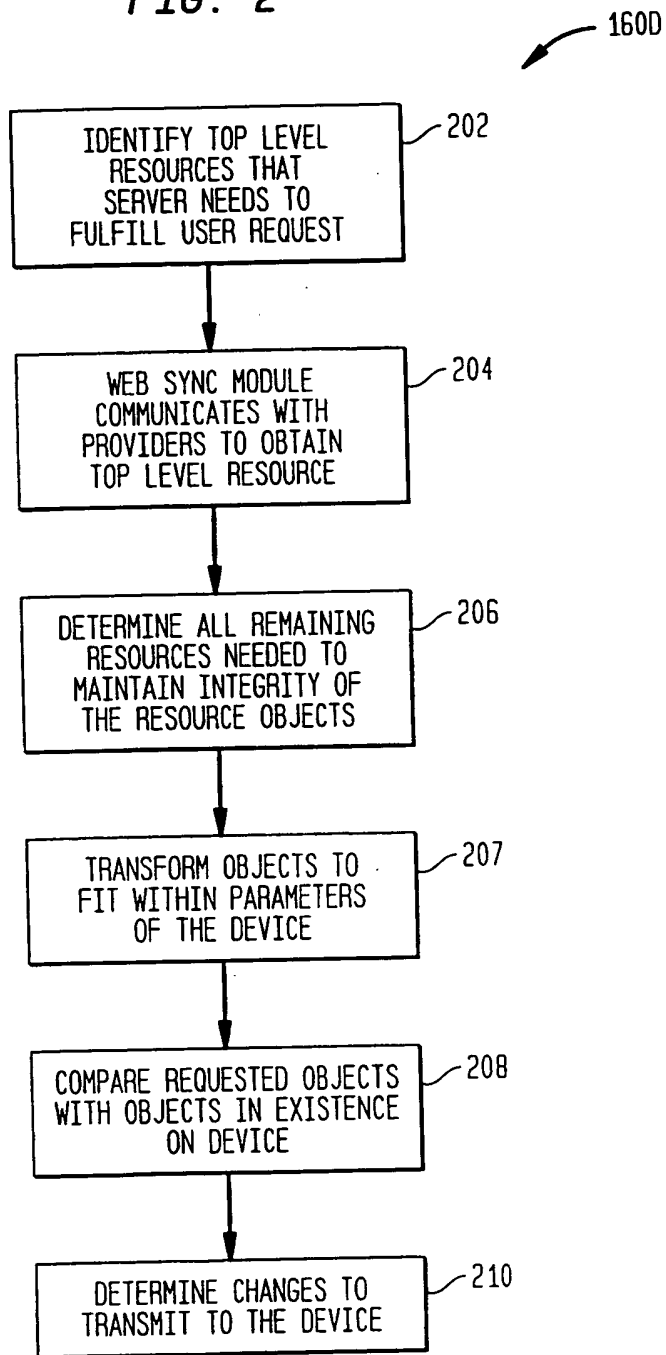 FIG. 2
160D
IDENTIFY TOP LEVEL
RESOURCES THAT
SERVER NEEDS TO
FULFILL USER REQUEST
202
WEB SYNC MODULE
COMMUNICATES WITH
PROVIDERS TO OBTAIN
TOP LEVEL RESOURCE
204
DETERMINE ALL REMAINING
RESOURCES NEEDED TO
MAINTAIN INTEGRITY OF
THE RESOURCE OBJECTS
206
TRANSFORM OBJECTS TO
FIT WITHIN PARAMETERS
OF THE DEVICE
207
COMPARE REQUESTED OBJECTS
WITH OBJECTS IN EXISTENCE
ON DEVICE
208
DETERMINE CHANGES TO
TRANSMIT TO THE DEVICE
210